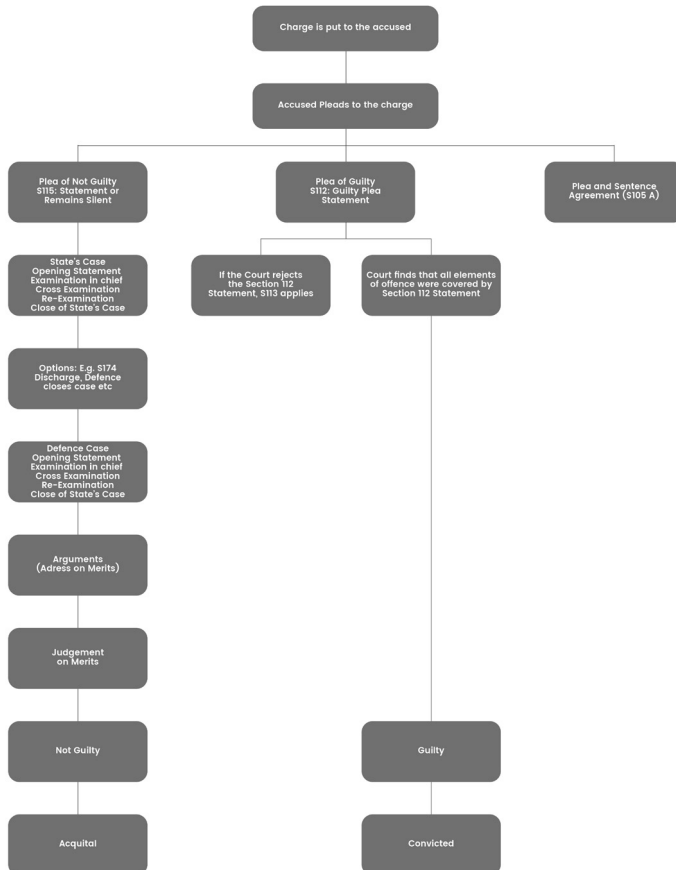 Charge is put to the accused
Accused Pleads to the charge
Plea of Not Guilty
S115: Statement or
Remains Silent
Plea of Guilty
S112: Guilty Plea
Statement
Plea and Sentence
Agreement (S105 A)
State's Case
Opening Statement
Examination in chief
Cross Examination
Re-Examination
Close of State's Case
If the Court rejects
the Section 112
Statement, S113 applies
Court finds that all elements
of offence were covered by
Section 112 Statement
Options: E.g. S174
Discharge, Defence
closes case etc
Defence Case
Opening Statement
Examination in chief
Cross Examination
Re-Examination
Close of State's Case
Arguments
(Adress on Merits)
Judgement
on Merits
Not Guilty
Guilty
Acquital
Convicted